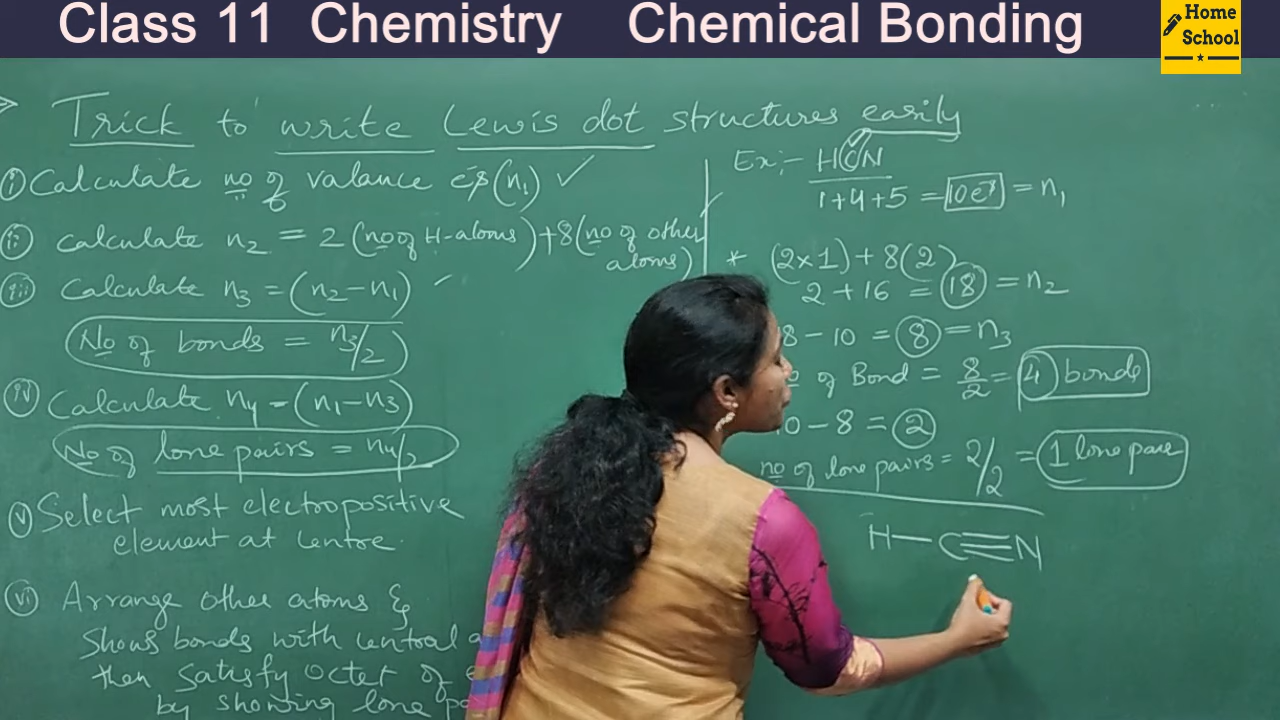 Class 11 Chemistry Chemical Bonding
Home
School
Trick to write Lewis dot structures easily
i) Calculate no of valance e⁻s (n₁) ✓
ii) Calculate n₂ = 2 (no of H-atoms) + 8 (no of other
atoms)
iii) Calculate n₃ = (n₂ - n₁)
No of bonds = n₃/2
iv) Calculate n₄ - (n₁ - n₃)
No of lone pairs = n₄/2
v) Select most electropositive
element at centre.
vi) Arrange other atoms &
Show bonds with central a
then satisfy octet of
by showing lone p
Ex:- HCN
1+4+5 = 10e⁻s = n₁
* (2×1) + 8(2)
2 + 16 = 18 = n₂
8 - 10 = 8 = n₃
of Bond = 8/2 = 4 bonds
10 - 8 = 2
no of lone pairs = 2/2 = 1 lone pare
H—C≡N